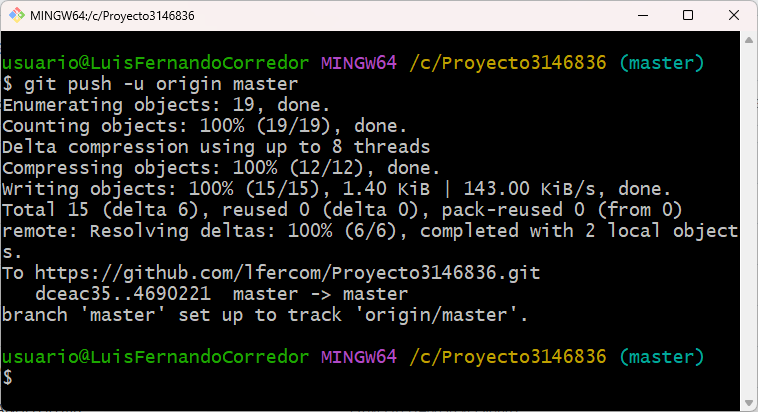 MINGW64:/c/Proyecto3146836
usuario@LuisFernandoCorredor MINGW64 /c/Proyecto3146836 (master)
$ git push -u origin master
Enumerating objects: 19, done.
Counting objects: 100% (19/19), done.
Delta compression using up to 8 threads
Compressing objects: 100% (12/12), done.
Writing objects: 100% (15/15), 1.40 KiB | 143.00 KiB/s, done.
Total 15 (delta 6), reused 0 (delta 0), pack-reused 0 (from 0)
remote: Resolving deltas: 100% (6/6), completed with 2 local object
s.
To https://github.com/lfercom/Proyecto3146836.git
   dceac35..4690221  master -> master
branch 'master' set up to track 'origin/master'.
usuario@LuisFernandoCorredor MINGW64 /c/Proyecto3146836 (master)
$